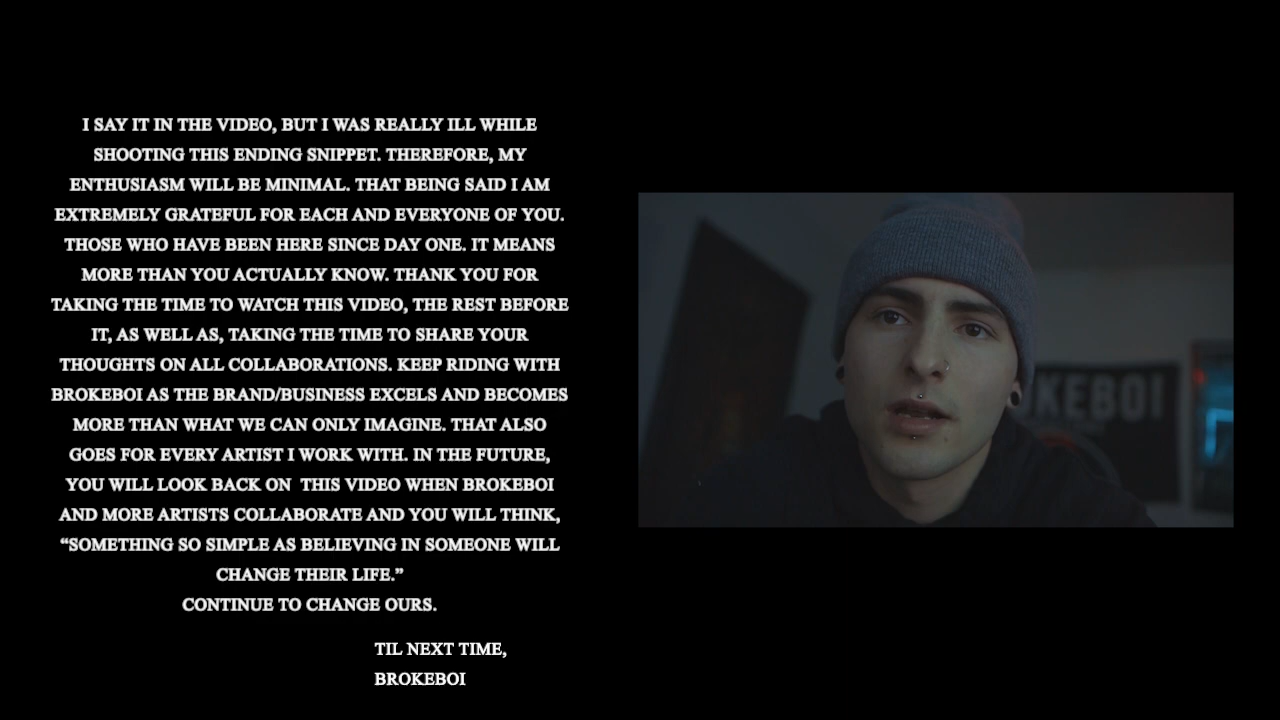 I SAY IT IN THE VIDEO, BUT I WAS REALLY ILL WHILE
SHOOTING THIS ENDING SNIPPET. THEREFORE, MY
ENTHUSIASM WILL BE MINIMAL. THAT BEING SAID I AM
EXTREMELY GRATEFUL FOR EACH AND EVERYONE OF YOU.
THOSE WHO HAVE BEEN HERE SINCE DAY ONE. IT MEANS
MORE THAN YOU ACTUALLY KNOW. THANK YOU FOR
TAKING THE TIME TO WATCH THIS VIDEO, THE REST BEFORE
IT, AS WELL AS, TAKING THE TIME TO SHARE YOUR
THOUGHTS ON ALL COLLABORATIONS. KEEP RIDING WITH
BROKEBOI AS THE BRAND/BUSINESS EXCELS AND BECOMES
MORE THAN WHAT WE CAN ONLY IMAGINE. THAT ALSO
GOES FOR EVERY ARTIST I WORK WITH. IN THE FUTURE,
YOU WILL LOOK BACK ON  THIS VIDEO WHEN BROKEBOI
AND MORE ARTISTS COLLABORATE AND YOU WILL THINK,
“SOMETHING SO SIMPLE AS BELIEVING IN SOMEONE WILL
CHANGE THEIR LIFE.”
CONTINUE TO CHANGE OURS.
TIL NEXT TIME,
BROKEBOI
OKEBOI